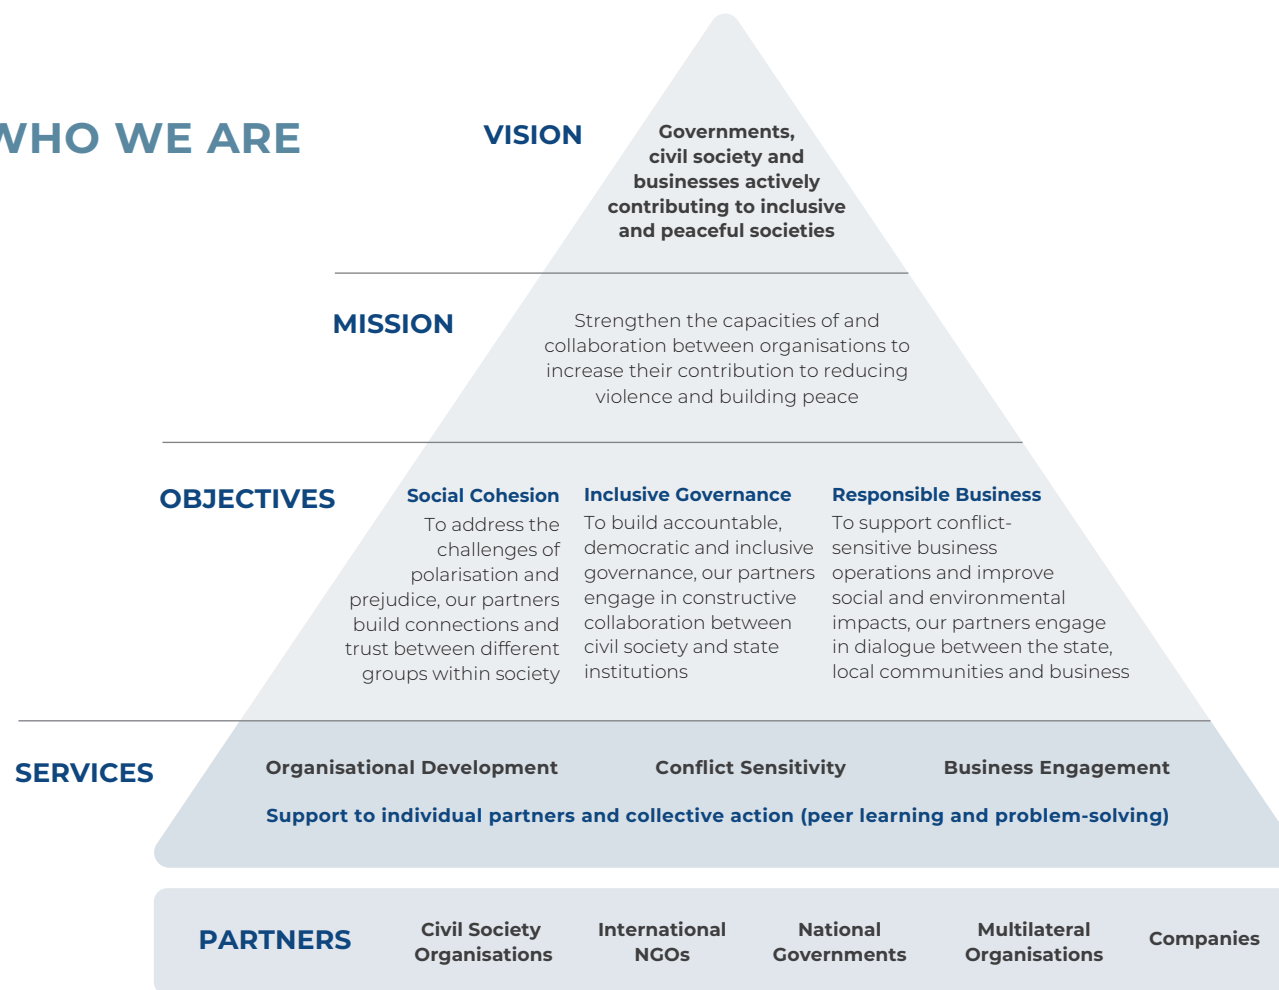 WHO WE ARE
VISION
Governments,
civil society and
businesses actively
contributing to inclusive
and peaceful societies
MISSION
Strengthen the capacities of and
collaboration between organisations to
increase their contribution to reducing
violence and building peace
OBJECTIVES
Social Cohesion
To address the
challenges of
polarisation and
prejudice, our partners
build connections and
trust between different
groups within society
Inclusive Governance
To build accountable,
democratic and inclusive
governance, our partners
engage in constructive
collaboration between
civil society and state
institutions
Responsible Business
To support conflict-
sensitive business
operations and improve
social and environmental
impacts, our partners engage
in dialogue between the state,
local communities and business
SERVICES
Organisational Development
Conflict Sensitivity
Business Engagement
Support to individual partners and collective action (peer learning and problem-solving)
PARTNERS
Civil Society
Organisations
International
NGOs
National
Governments
Multilateral
Organisations
Companies